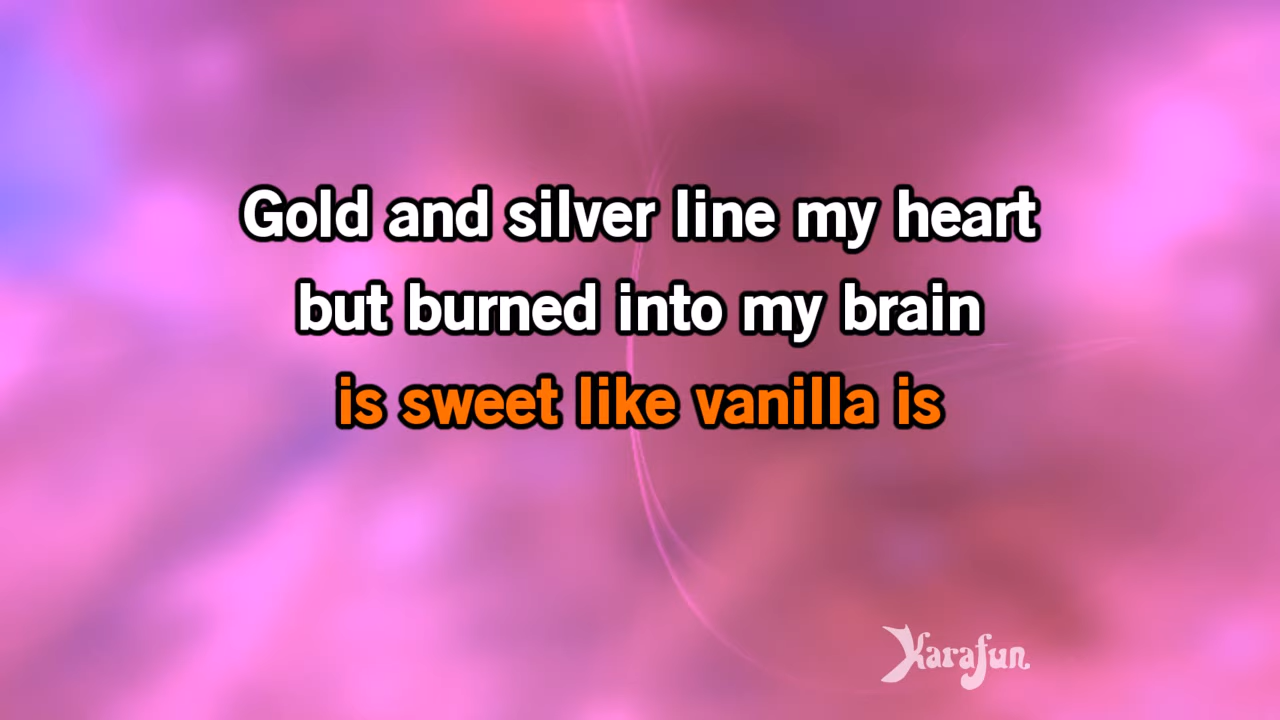 Gold and silver line my heart
but burned into my brain
is sweet like vanilla is
Karafun